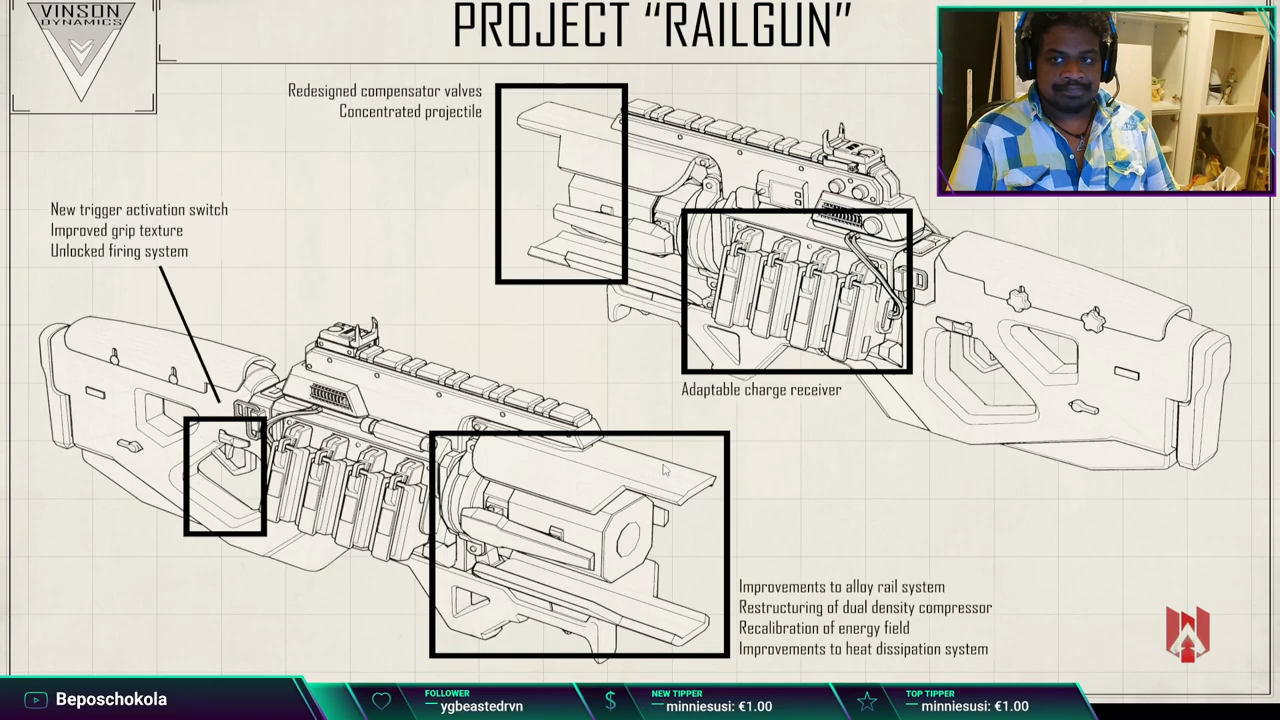 VINSON
DYNAMICS
PROJECT "RAILGUN"
Redesigned compensator valves
Concentrated projectile
New trigger activation switch
Improved grip texture
Unlocked firing system
Adaptable charge receiver
Improvements to alloy rail system
Restructuring of dual density compressor
Recalibration of energy field
Improvements to heat dissipation system
Beposchokola
FOLLOWER
ygbeastedrvn
NEW TIPPER
minniesusi: €1.00
TOP TIPPER
minniesusi: €1.00